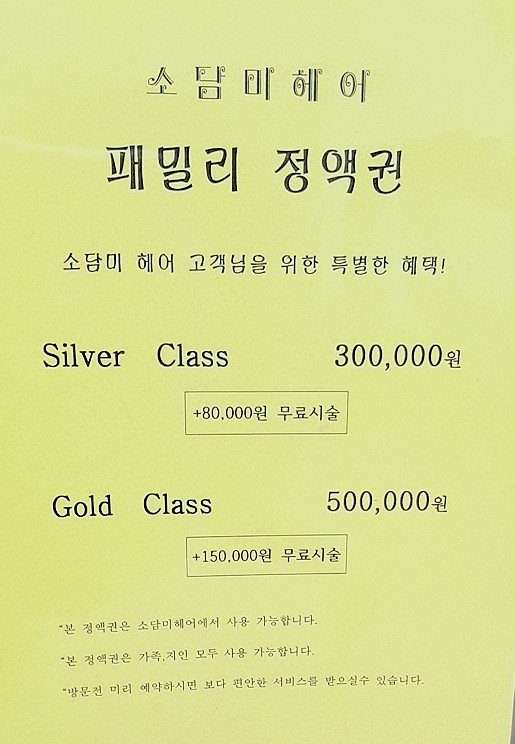 소담미헤어
패밀리 정액권
소담미 헤어 고객님을 위한 특별한 혜택!
Silver Class 300,000원
+80,000원 무료시술
Gold Class 500,000원
+150,000원 무료시술
"본 정액권은 소담미헤어에서 사용 가능합니다.
"본 정액권은 가족,지인 모두 사용 가능합니다.
"방문전 미리 예약하시면 보다 편안한 서비스를 받으실수 있습니다.